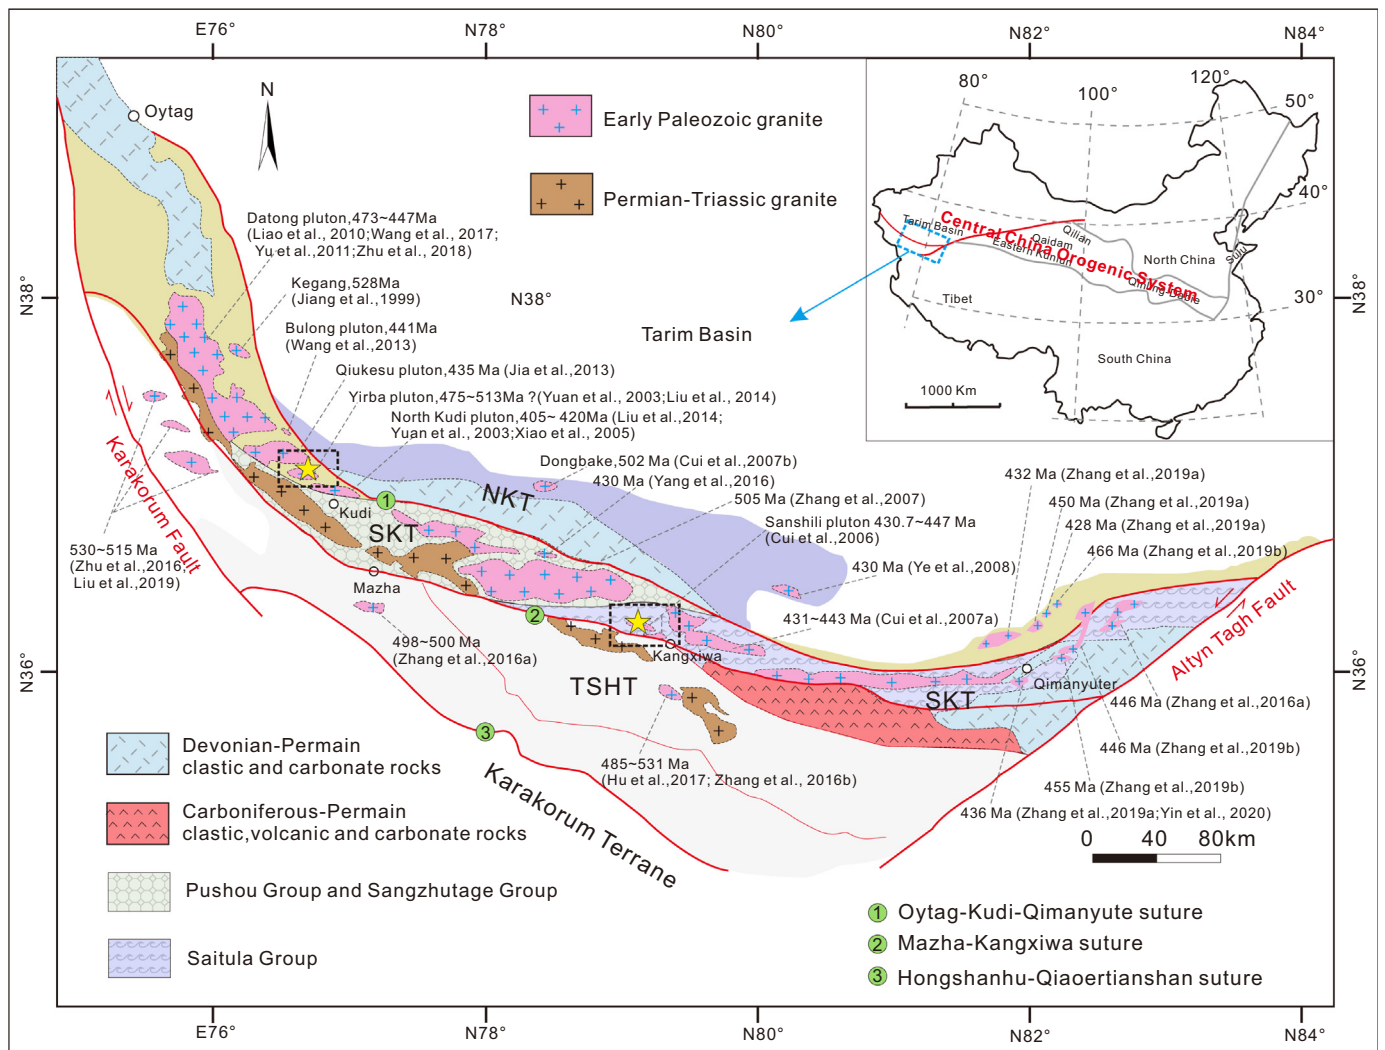 E76°
N78°
N80°
N82°
N84°
Oytag
N
Early Paleozoic granite
Permian-Triassic granite
80°
100°
120°
50°
40°
30°
Tarim Basin
Central China Orogenic System
Qilian
Qaidam
Eastern Kunlun
North China
Sulu
Qinling-Dabie
Tibet
South China
1000 Km
Datong pluton,473~447Ma
(Liao et al.,2010;Wang et al.,2017;
Yu et al.,2011;Zhu et al., 2018)
Kegang,528Ma
(Jiang et al.,1999)
Bulong pluton,441Ma
(Wang et al.,2013)
N38°
N38°
N38°
Tarim Basin
Qiukesu pluton,435 Ma (Jia et al.,2013)
Yirba pluton,475~513Ma ?(Yuan et al., 2003;Liu et al., 2014)
North Kudi pluton,405~420Ma (Liu et al.,2014;
Yuan et al., 2003;Xiao et al., 2005)
Dongbake,502 Ma (Cui et al.,2007b)
430 Ma (Yang et al.,2016)
505 Ma (Zhang et al.,2007)
Sanshili pluton 430.7~447 Ma
(Cui et al.,2006)
430 Ma (Ye et al.,2008)
431~443 Ma (Cui et al.,2007a)
432 Ma (Zhang et al.,2019a)
450 Ma (Zhang et al.,2019a)
428 Ma (Zhang et al.,2019a)
466 Ma (Zhang et al.,2019b)
Karakorum Fault
530~515 Ma
(Zhu et al.,2016;
Liu et al.,2019)
1
Kudi
SKT
NKT
Mazha
2
Kangxiwa
498~500 Ma
(Zhang et al.,2016a)
TSHT
N36°
N36°
Altyn Tagh Fault
Qimanyuter
SKT
446 Ma (Zhang et al.,2016a)
446 Ma (Zhang et al.,2019b)
455 Ma (Zhang et al.,2019b)
436 Ma (Zhang et al.,2019a;Yin et al., 2020)
3
485~531 Ma
(Hu et al.,2017; Zhang et al., 2016b)
Karakorum Terrane
0 40 80km
Devonian-Permain
clastic and carbonate rocks
Carboniferous-Permain
clastic,volcanic and carbonate rocks
Pushou Group and Sangzhutage Group
Saitula Group
1 Oytag-Kudi-Qimanyute suture
2 Mazha-Kangxiwa suture
3 Hongshanhu-Qiaoertianshan suture
E76°
N78°
N80°
N82°
N84°